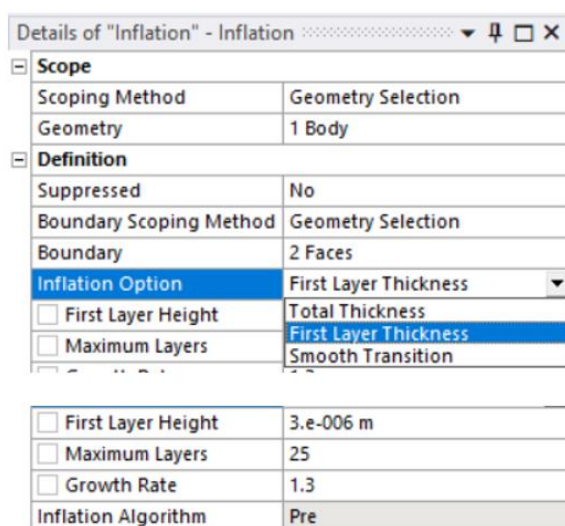 Details of "Inflation" - Inflation
Scope
Scoping Method Geometry Selection
Geometry 1 Body
Definition
Suppressed No
Boundary Scoping Method Geometry Selection
Boundary 2 Faces
Inflation Option First Layer Thickness
First Layer Height Total Thickness
First Layer Thickness
Maximum Layers Smooth Transition
First Layer Height 3.e-006 m
Maximum Layers 25
Growth Rate 1.3
Inflation Algorithm Pre